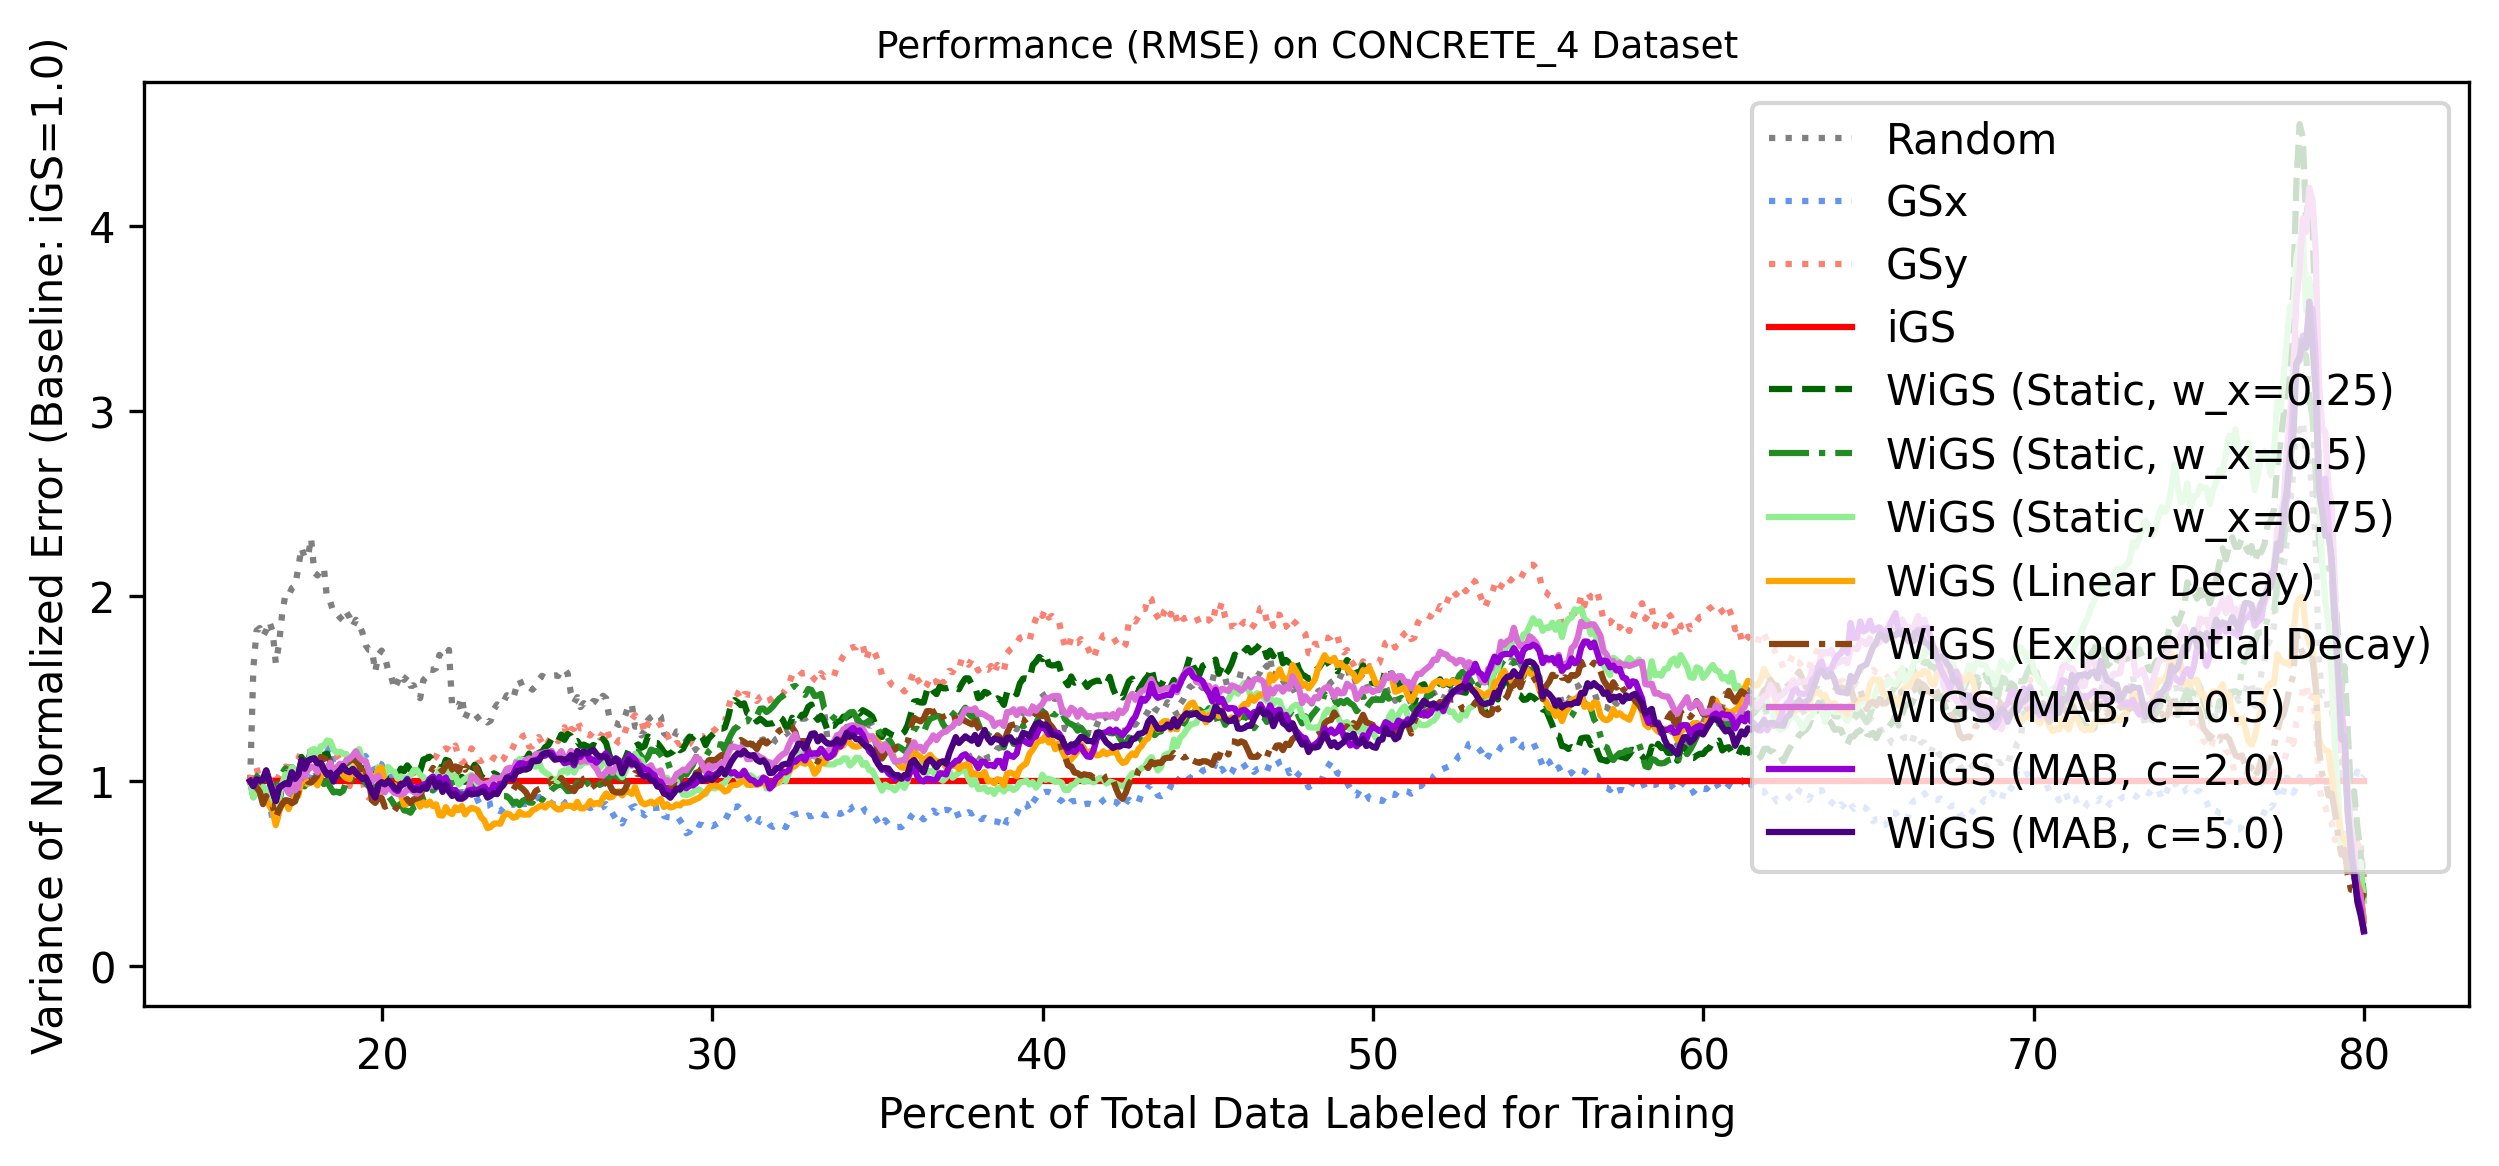 Performance (RMSE) on CONCRETE_4 Dataset
Variance of Normalized Error (Baseline: iGS=1.0)
4
3
2
1
0
Random
GSx
GSy
iGS
WiGS (Static, w_x=0.25)
WiGS (Static, w_x=0.5)
WiGS (Static, w_x=0.75)
WiGS (Linear Decay)
WiGS (Exponential Decay)
WiGS (MAB, c=0.5)
WiGS (MAB, c=2.0)
WiGS (MAB, c=5.0)
20 30 40 50 60 70 80
Percent of Total Data Labeled for Training